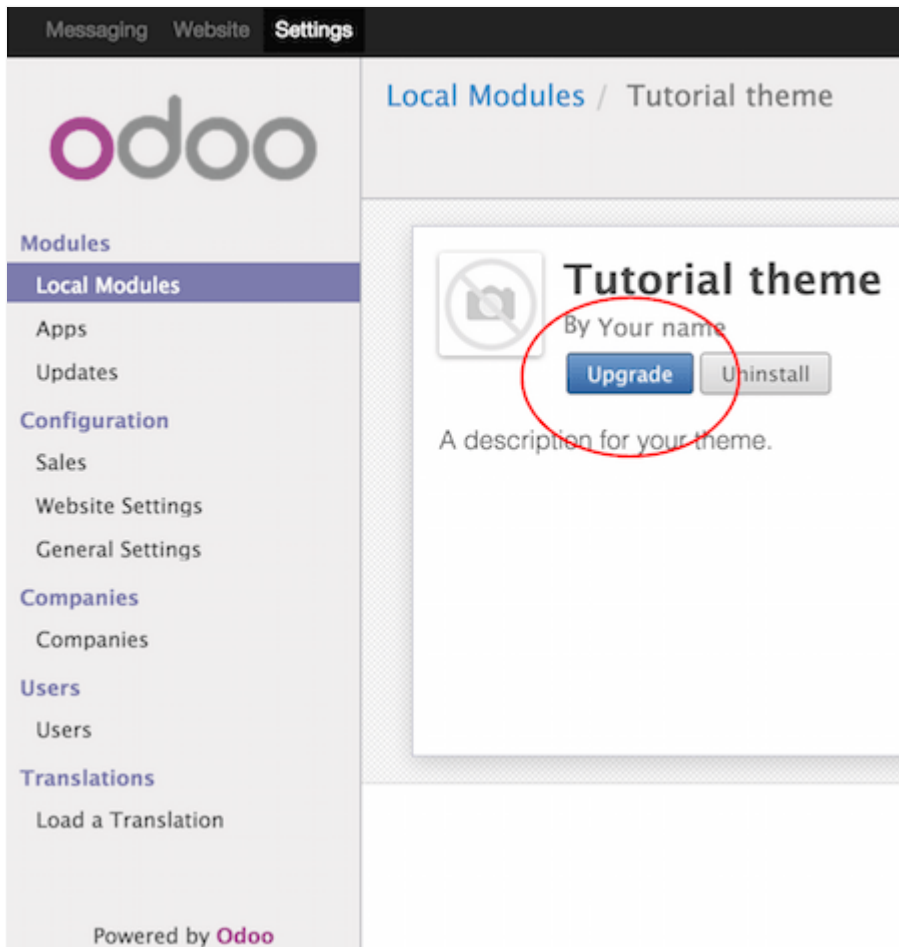 Messaging Website Settings
odoo
Local Modules / Tutorial theme
Modules
Local Modules
Apps
Updates
Configuration
Sales
Website Settings
General Settings
Companies
Companies
Users
Users
Translations
Load a Translation
Powered by Odoo
Tutorial theme
By Your name
Upgrade Uninstall
A description for your theme.